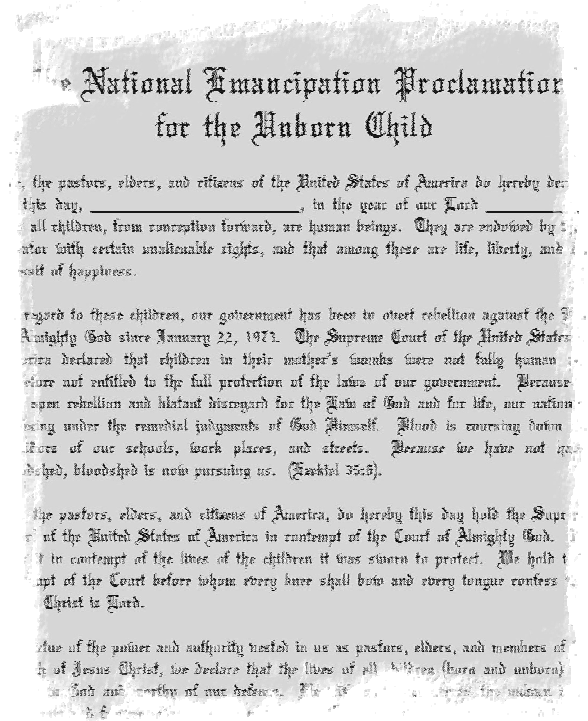 National Emancipation Proclamation
for the Unborn Child
the pastors, elders, and citizens of the United States of America do hereby
this day, ____________, in the year of our Lord ________
all children, from conception forward, are human beings. They are endowed by
with certain unalienable rights, and that among these are life, liberty, and
of happiness.
regard to these children, our government has been in overt rebellion against the
Almighty God since January 22, 1973. The Supreme Court of the United States
declared that children in their mother's wombs were not fully human
not entitled to the full protection of the laws of our government. Because
open rebellion and blatant disregard for the Law of God and for life, our nation
under the remedial judgments of God Himself. Blood is coursing down
of our schools, work places, and streets. Because we have not
bloodshed is now pursuing us. (Ezekiel 35:6).
the pastors, elders, and citizens of America, do hereby this day hold the
of the United States of America in contempt of the Court of Almighty God.
in contempt of the lives of the children it was sworn to protect. We hold
of the Court before whom every knee shall bow and every tongue confess
Christ is Lord.
of the power and authority vested in us as pastors, elders, and members of
of Jesus Christ, we declare that the lives of all children (born and unborn)
God and worthy of our defense.